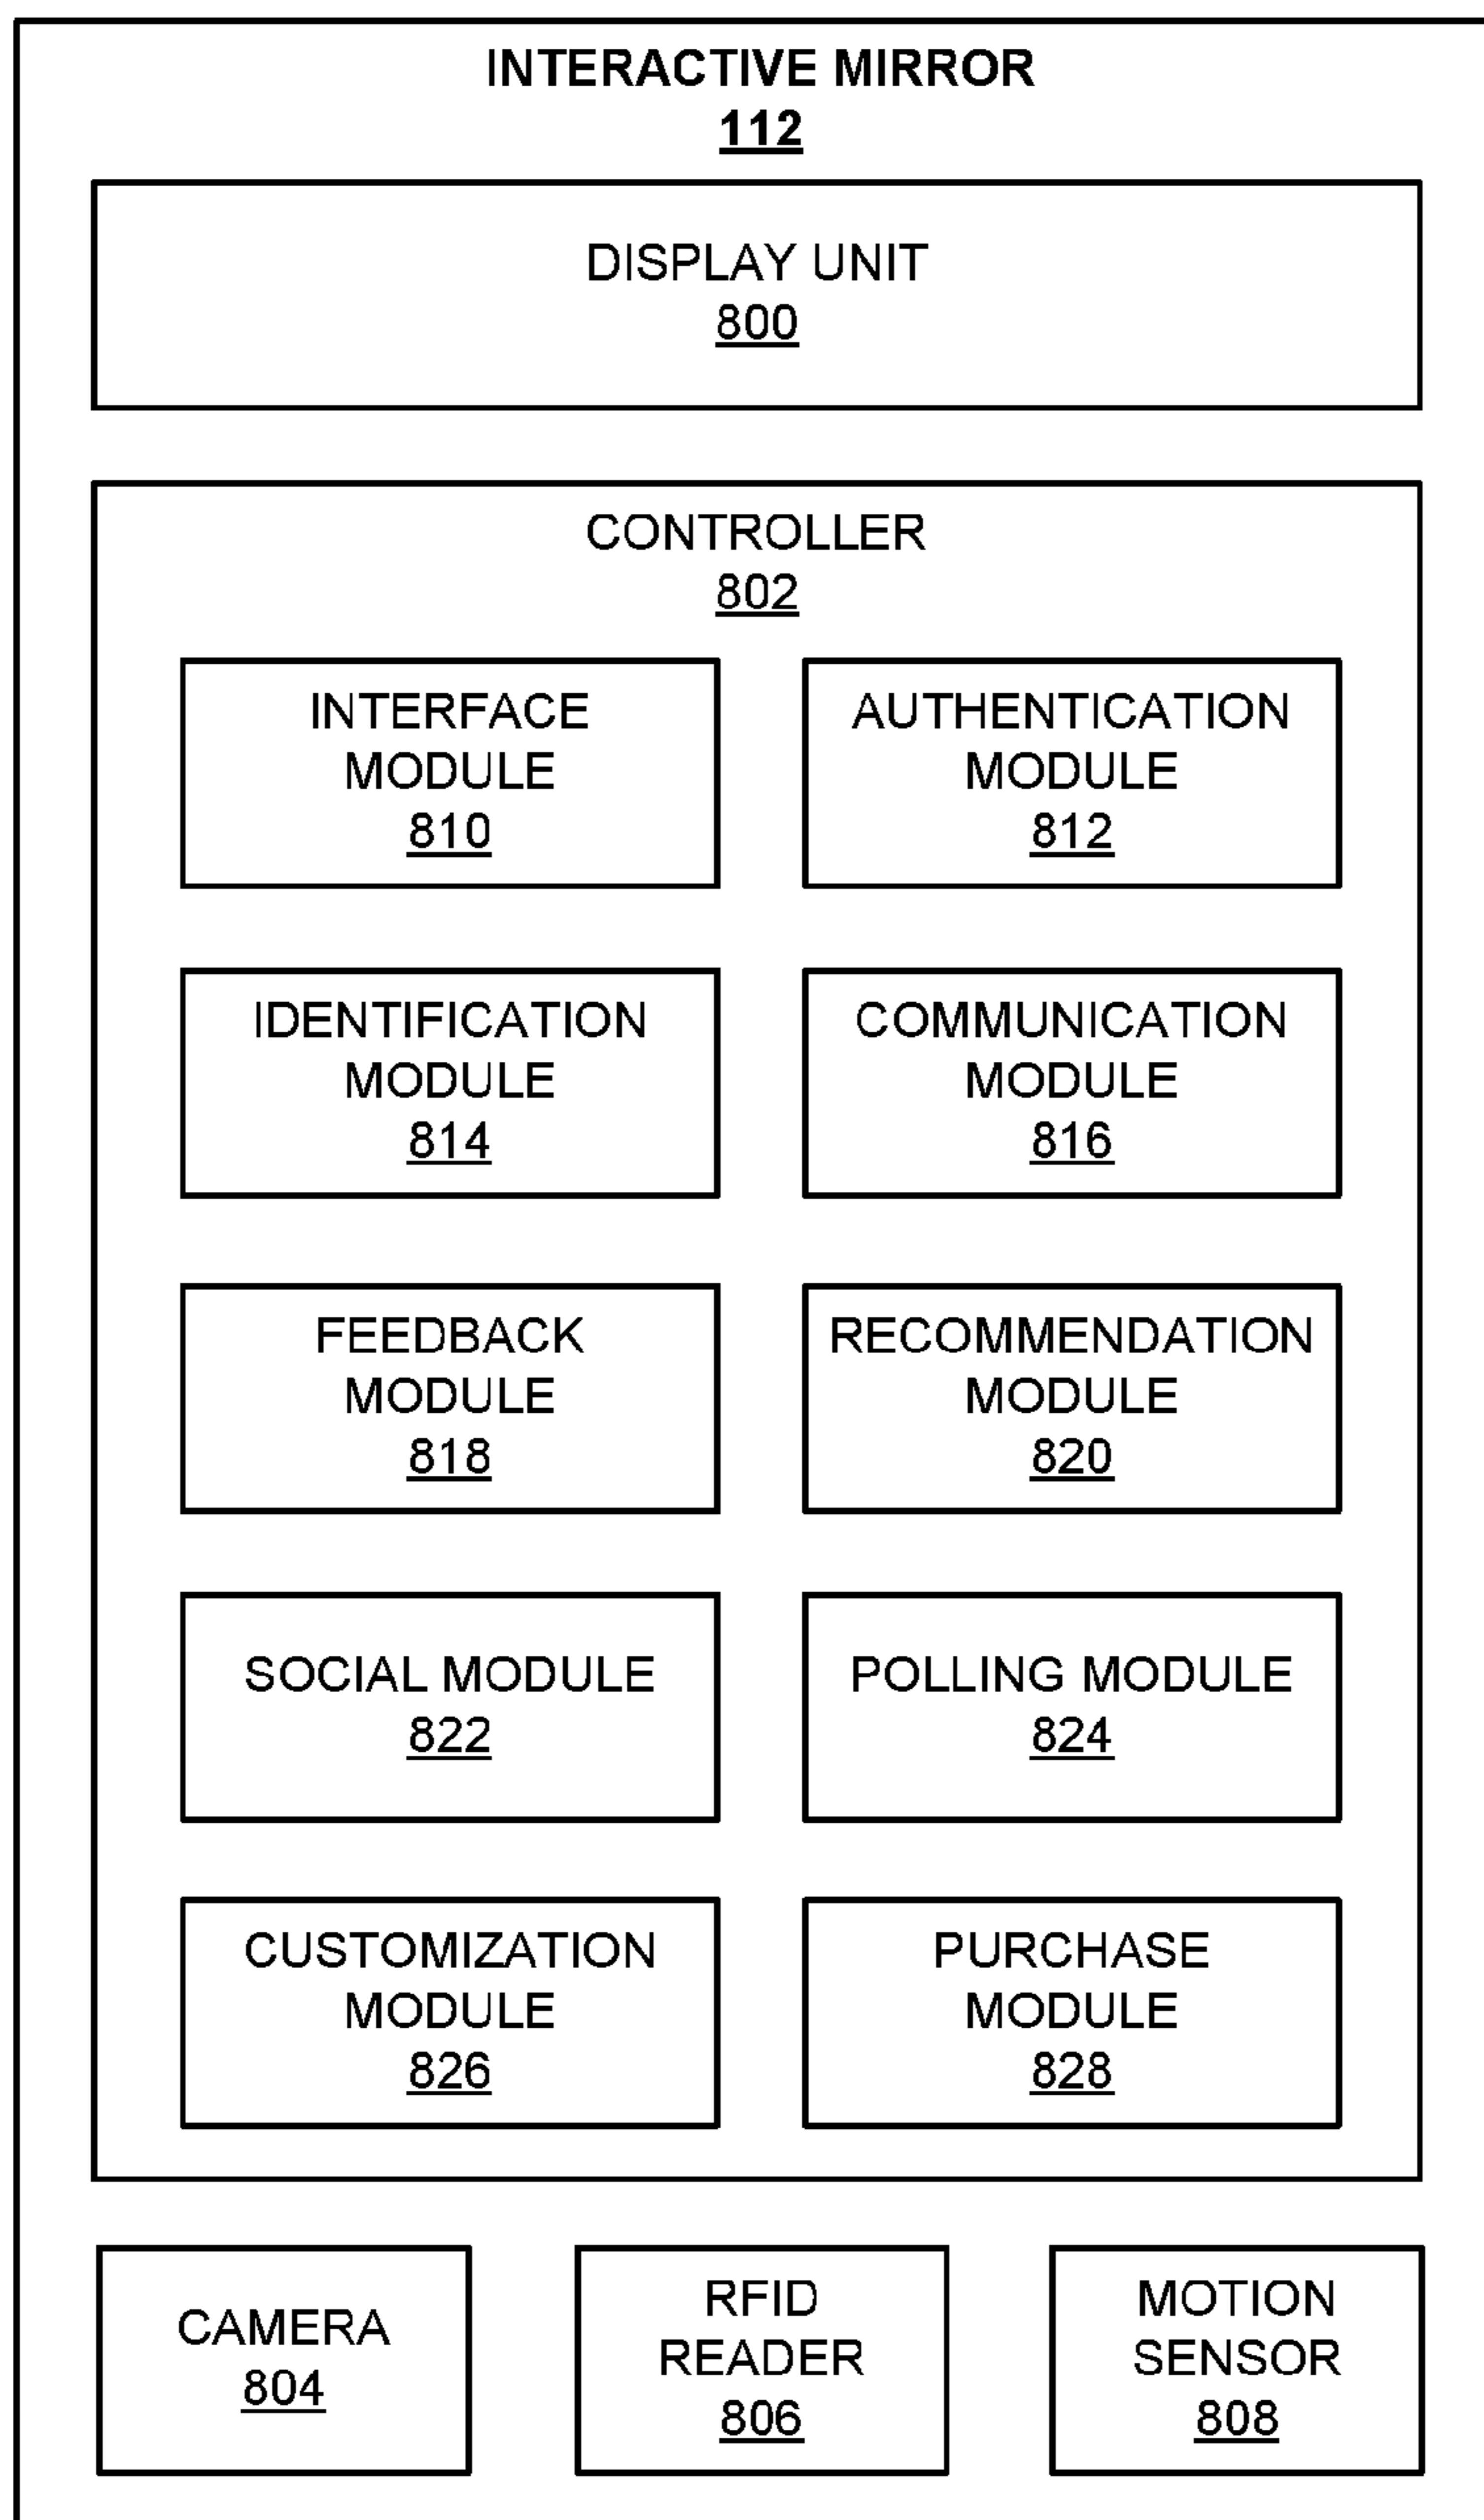 INTERACTIVE MIRROR
112
DISPLAY UNIT
800
CONTROLLER
802
INTERFACE
MODULE
810
AUTHENTICATION
MODULE
812
IDENTIFICATION
MODULE
814
COMMUNICATION
MODULE
816
FEEDBACK
MODULE
818
RECOMMENDATION
MODULE
820
SOCIAL MODULE
822
POLLING MODULE
824
CUSTOMIZATION
MODULE
826
PURCHASE
MODULE
828
CAMERA
804
RFID
READER
806
MOTION
SENSOR
808